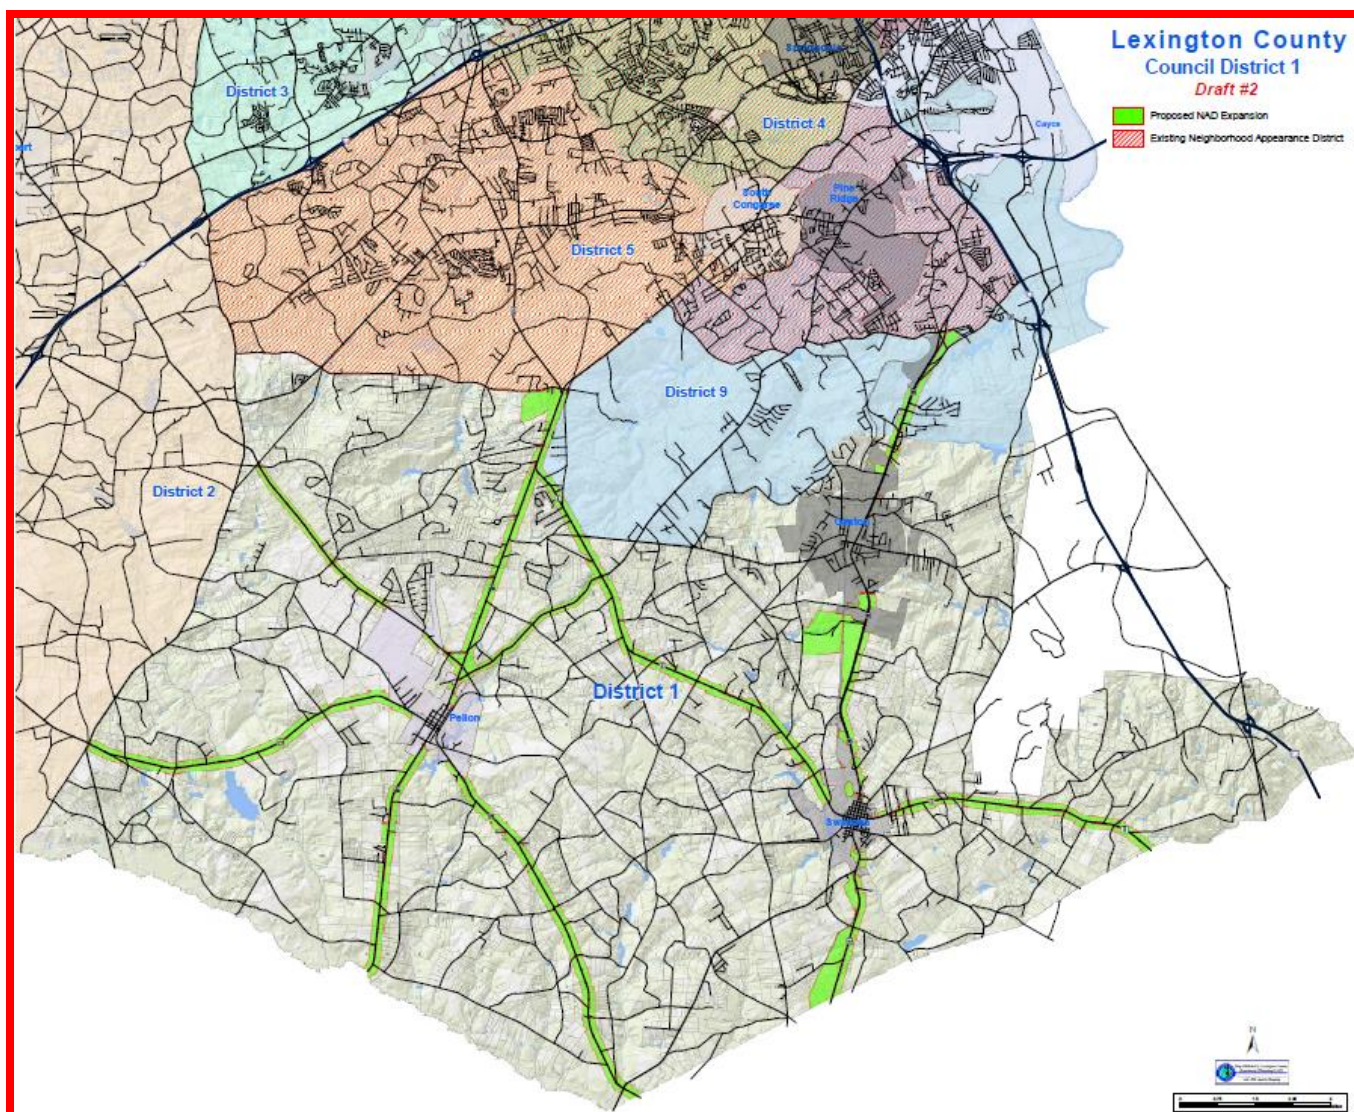 Lexington County
Council District 1
Draft #2
Proposed NAD Expansion
Existing Neighborhood Appearance District
District 3
District 4
Cayce
South
Congaree
Pine
Ridge
District 5
District 9
District 2
Gaston
District 1
Pelion
Swansea
N